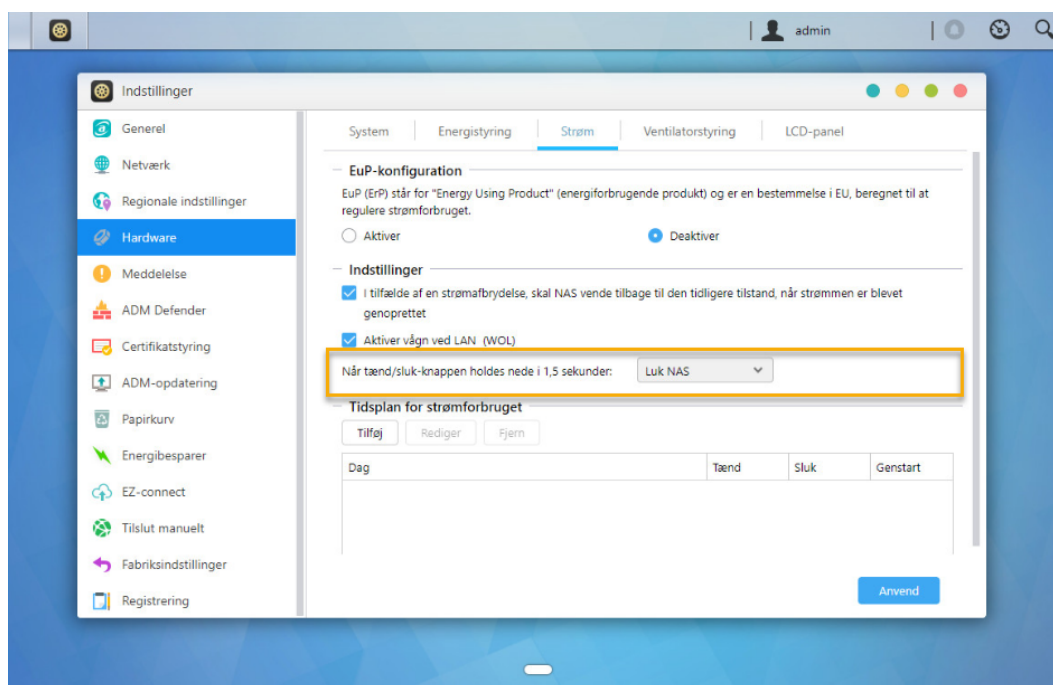 admin
Indstillinger
Generel
Netværk
Regionale indstillinger
Hardware
Meddelelse
ADM Defender
Certifikatstyring
ADM-opdatering
Papirkurv
Energibesparer
EZ-connect
Tilslut manuelt
Fabriksindstillinger
Registrering
System Energistyring Strøm Ventilatorstyring LCD-panel
EuP-konfiguration
EuP (ErP) står for "Energy Using Product" (energiforbrugende produkt) og er en bestemmelse i EU, beregnet til at
regulere strømforbruget.
Aktiver Deaktiver
Indstillinger
I tilfælde af en strømafbrydelse, skal NAS vende tilbage til den tidligere tilstand, når strømmen er blevet
genoprettet
Aktiver vågn ved LAN (WOL)
Når tænd/sluk-knappen holdes nede i 1,5 sekunder: Luk NAS
Tidsplan for strømforbruget
Tilføj Rediger Fjern
Dag Tænd Sluk Genstart
Anvend